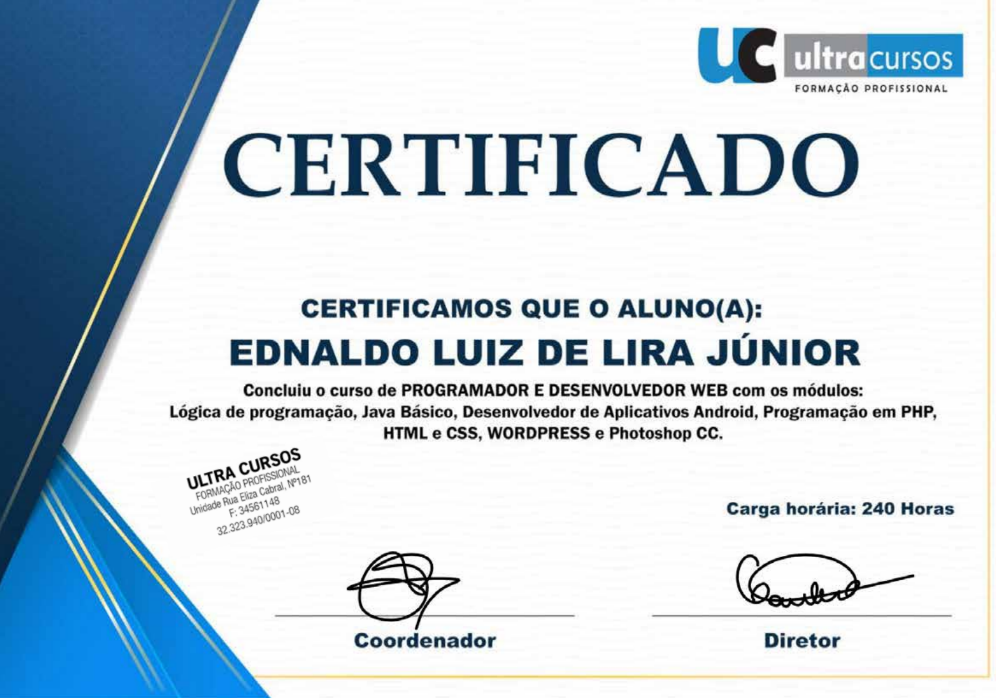 UC ultracursos
FORMAÇÃO PROFISSIONAL
CERTIFICADO
CERTIFICAMOS QUE O ALUNO(A):
EDNALDO LUIZ DE LIRA JÚNIOR
Concluiu o curso de PROGRAMADOR E DESENVOLVEDOR WEB com os módulos:
Lógica de programação, Java Básico, Desenvolvedor de Aplicativos Android, Programação em PHP,
HTML e CSS, WORDPRESS e Photoshop CC.
ULTRA CURSOS
FORMAÇÃO PROFISSIONAL
Unidade Rua Eliza Cabral, Nº181
F: 34561148
32.323.940/0001-08
Carga horária: 240 Horas
Coordenador
Diretor